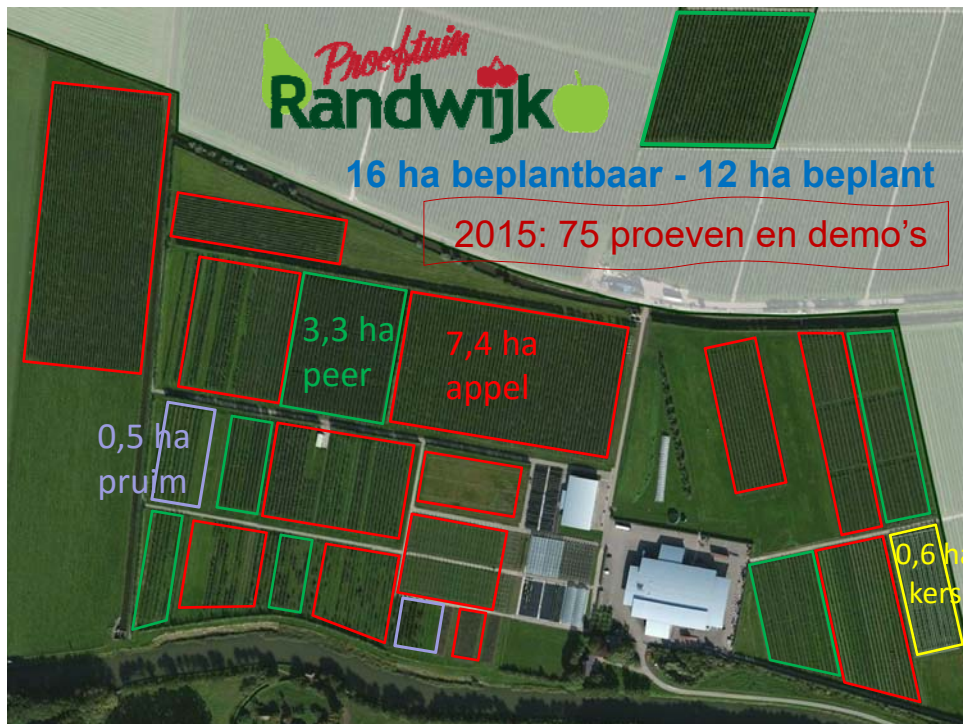 Proeftuin
Randwijk
16 ha beplantbaar - 12 ha beplant
2015: 75 proeven en demo's
3,3 ha
peer
7,4 ha
appel
0,5 ha
pruim
0,6 ha
kers